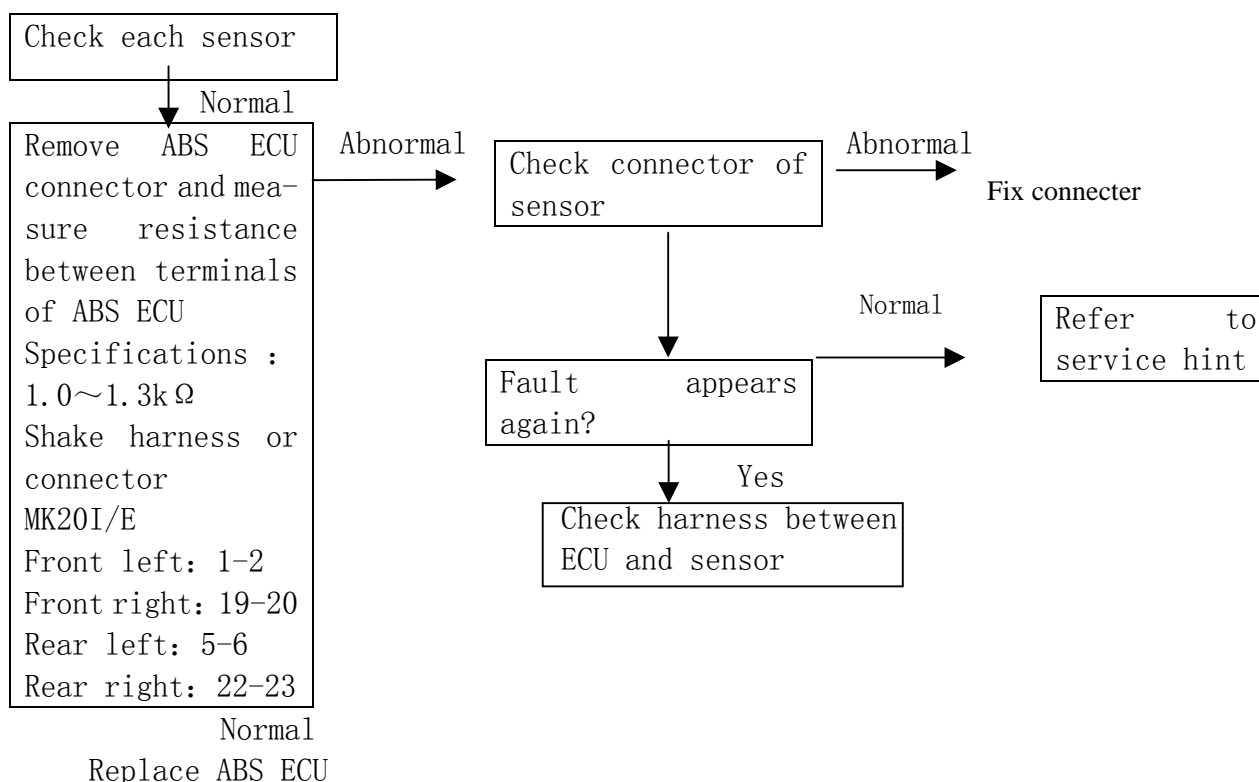 Check each sensor
Normal
Remove ABS ECU
connector and mea-
sure resistance
between terminals
of ABS ECU
Specifications：
1.0～1.3kΩ
Shake harness or
connector
MK20I/E
Front left：1-2
Front right：19-20
Rear left：5-6
Rear right：22-23
Normal
Replace ABS ECU
Abnormal
Check connector of
sensor
Abnormal
Fix connecter
Fault appears
again?
Normal
Refer to
service hint
Yes
Check harness between
ECU and sensor